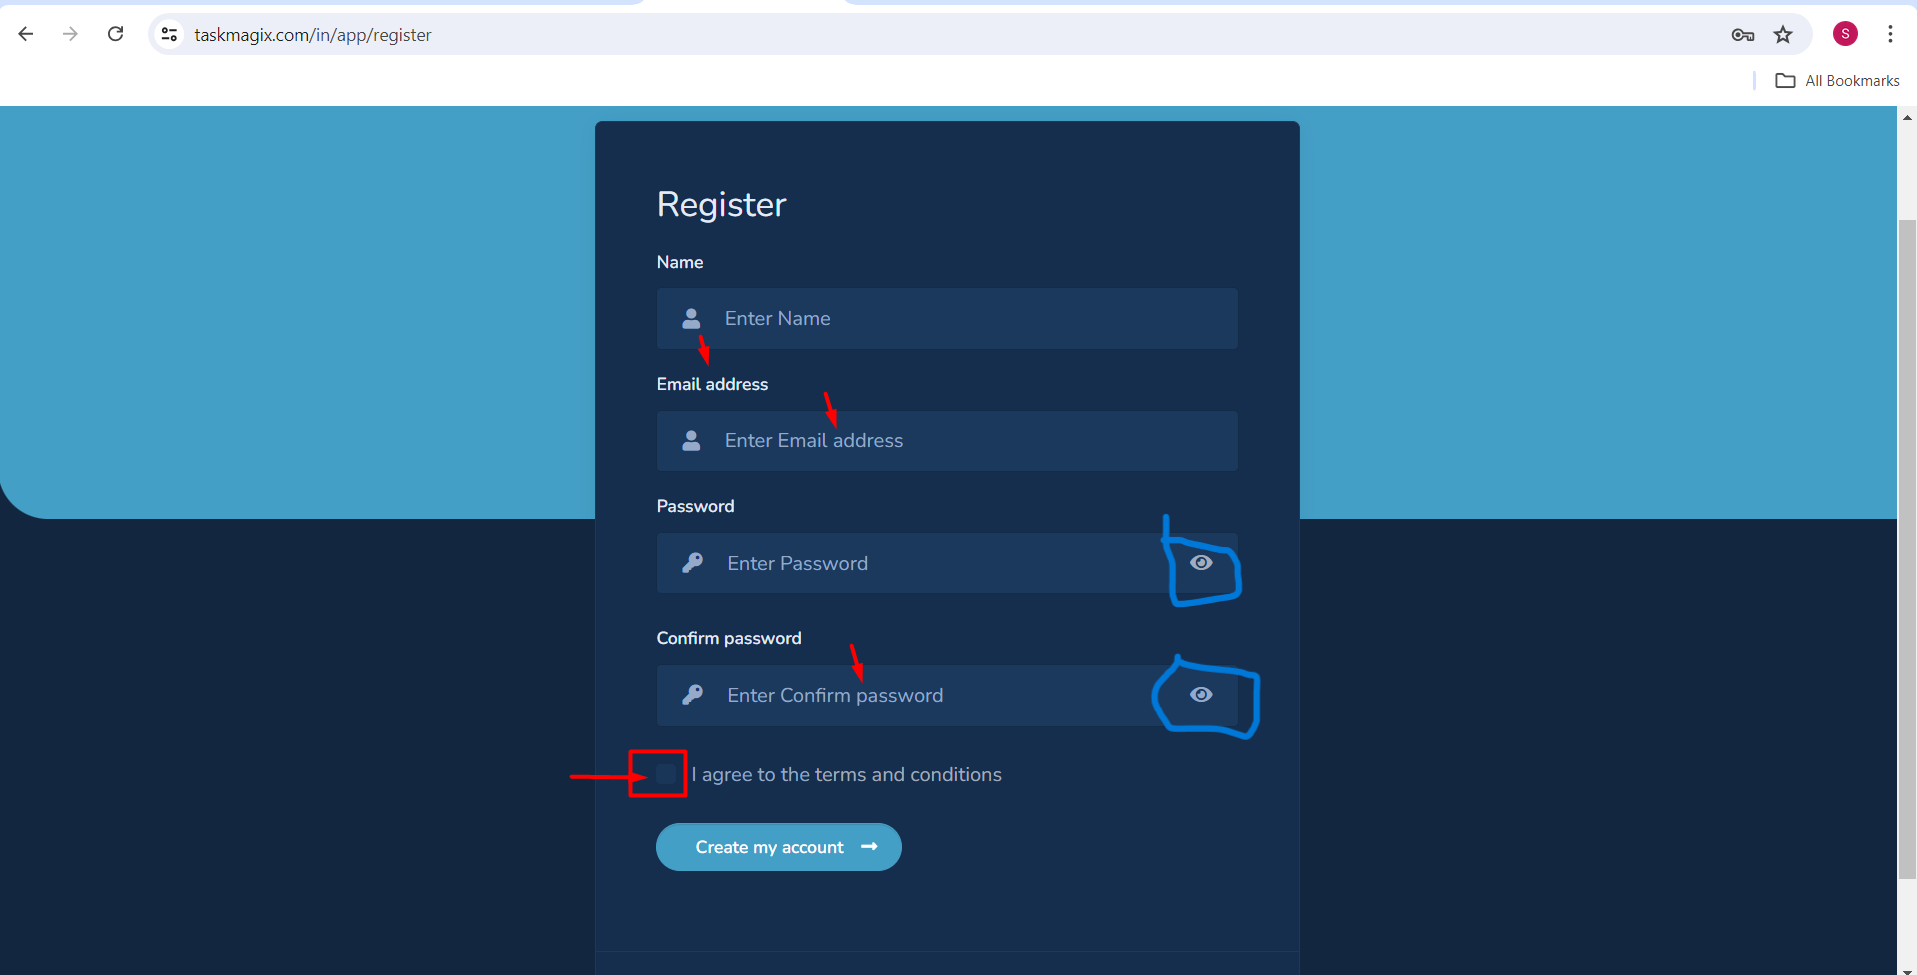 taskmagix.com/in/app/register
S
All Bookmarks
Register
Name
Enter Name
Email address
Enter Email address
Password
Enter Password
Confirm password
Enter Confirm password
I agree to the terms and conditions
Create my account